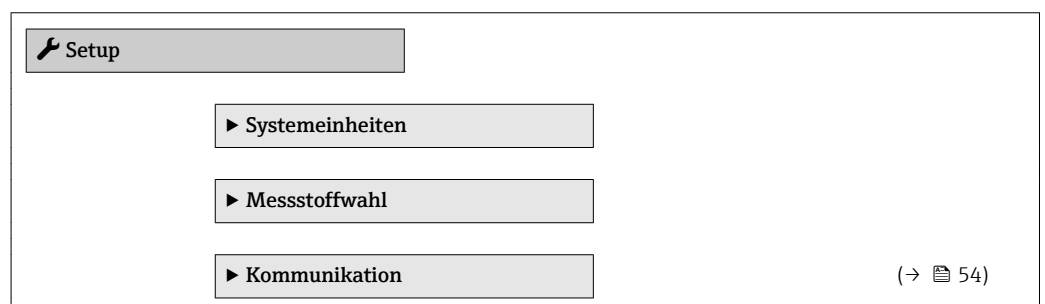 Setup
▶ Systemeinheiten
▶ Messstoffwahl
▶ Kommunikation (→ 54)